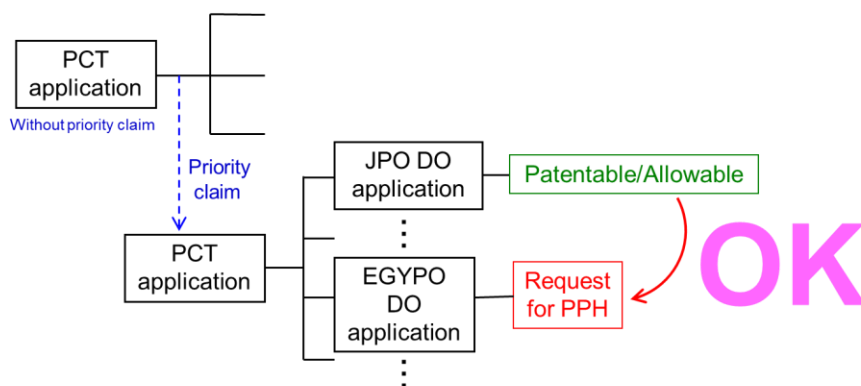 PCT
application
Without priority claim
Priority
claim
JPO DO
application
Patentable/Allowable
PCT
application
EGYPO
DO
application
Request
for PPH
OK